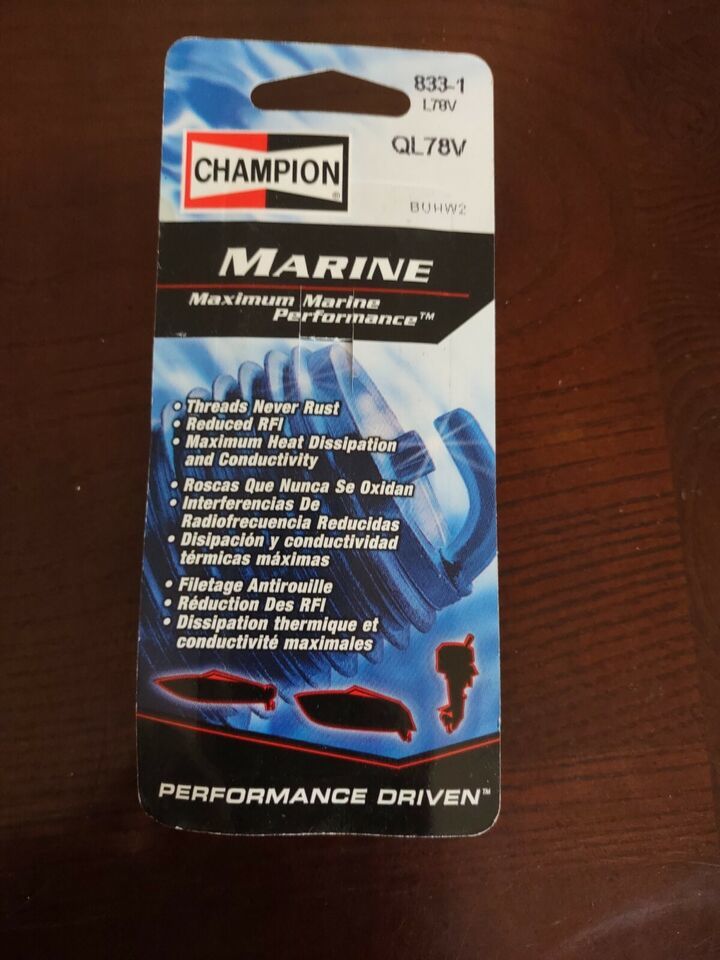 833-1
L78V
QL78V
BUHW2
CHAMPION
®
MARINE
Maximum Marine
Performance™
• Threads Never Rust
• Reduced RFI
• Maximum Heat Dissipation
and Conductivity
• Roscas Que Nunca Se Oxidan
• Interferencias De
Radiofrecuencia Reducidas
• Disipación y conductividad
térmicas máximas
• Filetage Antirouille
• Réduction Des RFI
• Dissipation thermique et
conductivité maximales
PERFORMANCE DRIVEN™